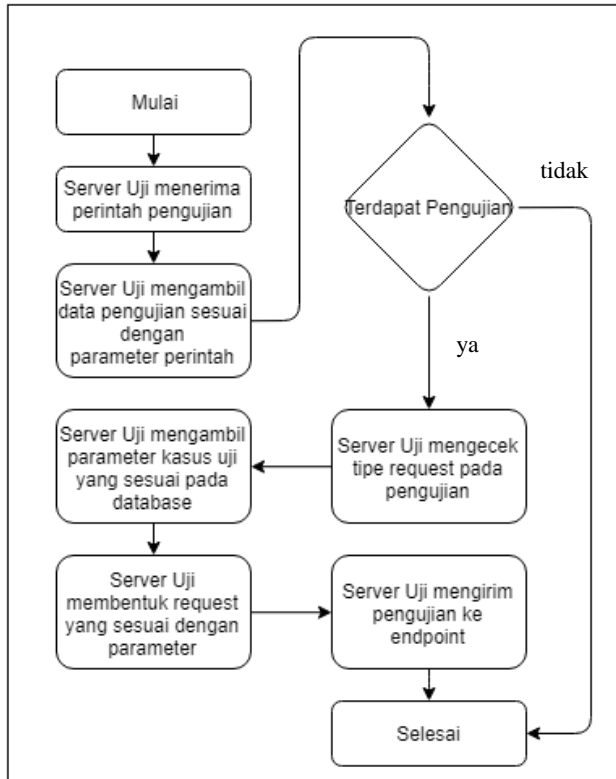 Mulai
Server Uji menerima
perintah pengujian
Server Uji mengambil
data pengujian sesuai
dengan
parameter perintah
Terdapat Pengujian
tidak
ya
Server Uji mengecek
tipe request pada
pengujian
Server Uji mengambil
parameter kasus uji
yang sesuai pada
database
Server Uji
membentuk request
yang sesuai dengan
parameter
Server Uji mengirim
pengujian ke
endpoint
Selesai